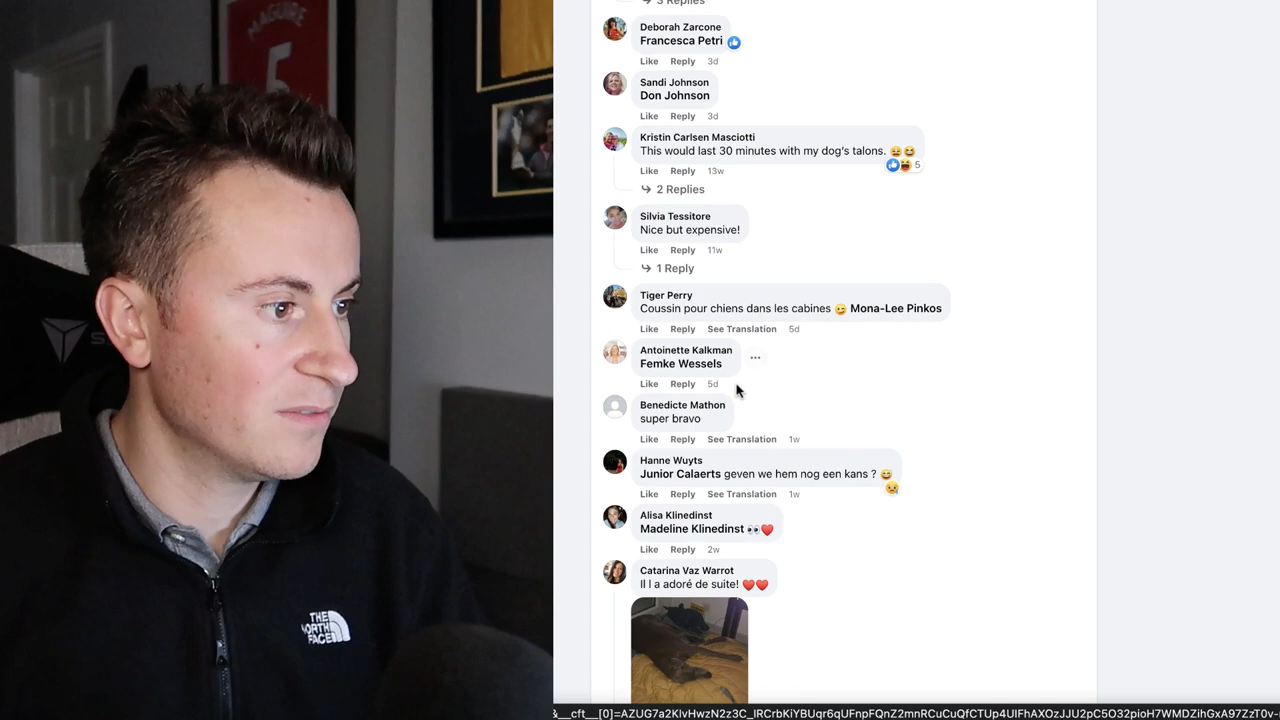 MAGUIRE
5
THE
NORTH
FACE
3 Replies
Deborah Zarcone
Francesca Petri
Like Reply 3d
Sandi Johnson
Don Johnson
Like Reply 3d
Kristin Carlsen Masciotti
This would last 30 minutes with my dog's talons. 😩😆
5
Like Reply 13w
2 Replies
Silvia Tessitore
Nice but expensive!
Like Reply 11w
1 Reply
Tiger Perry
Coussin pour chiens dans les cabines 😉 Mona-Lee Pinkos
Like Reply See Translation 5d
Antoinette Kalkman
Femke Wessels
Like Reply 5d
Benedicte Mathon
super bravo
Like Reply See Translation 1w
Hanne Wuyts
Junior Calaerts geven we hem nog een kans ? 😅
Like Reply See Translation 1w
Alisa Klinedinst
Madeline Klinedinst 👀♥️
Like Reply 2w
Catarina Vaz Warrot
Il l a adoré de suite! ♥️♥️